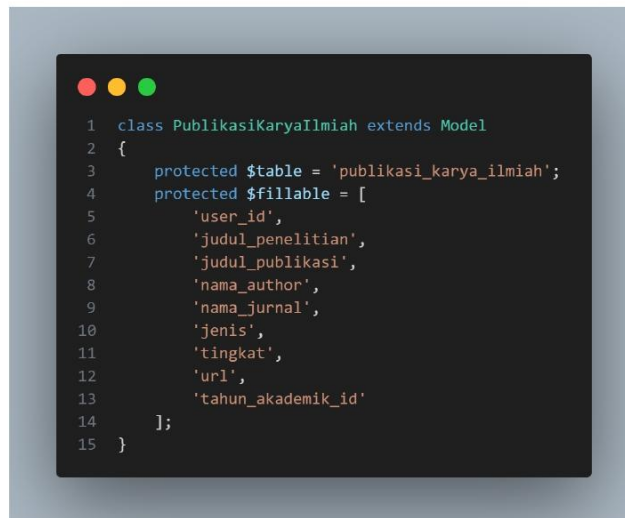 1 class PublikasiKaryaIlmiah extends Model
2 {
3     protected $table = 'publikasi_karya_ilmiah';
4     protected $fillable = [
5         'user_id',
6         'judul_penelitian',
7         'judul_publikasi',
8         'nama_author',
9         'nama_jurnal',
10         'jenis',
11         'tingkat',
12         'url',
13         'tahun_akademik_id'
14     ];
15 }